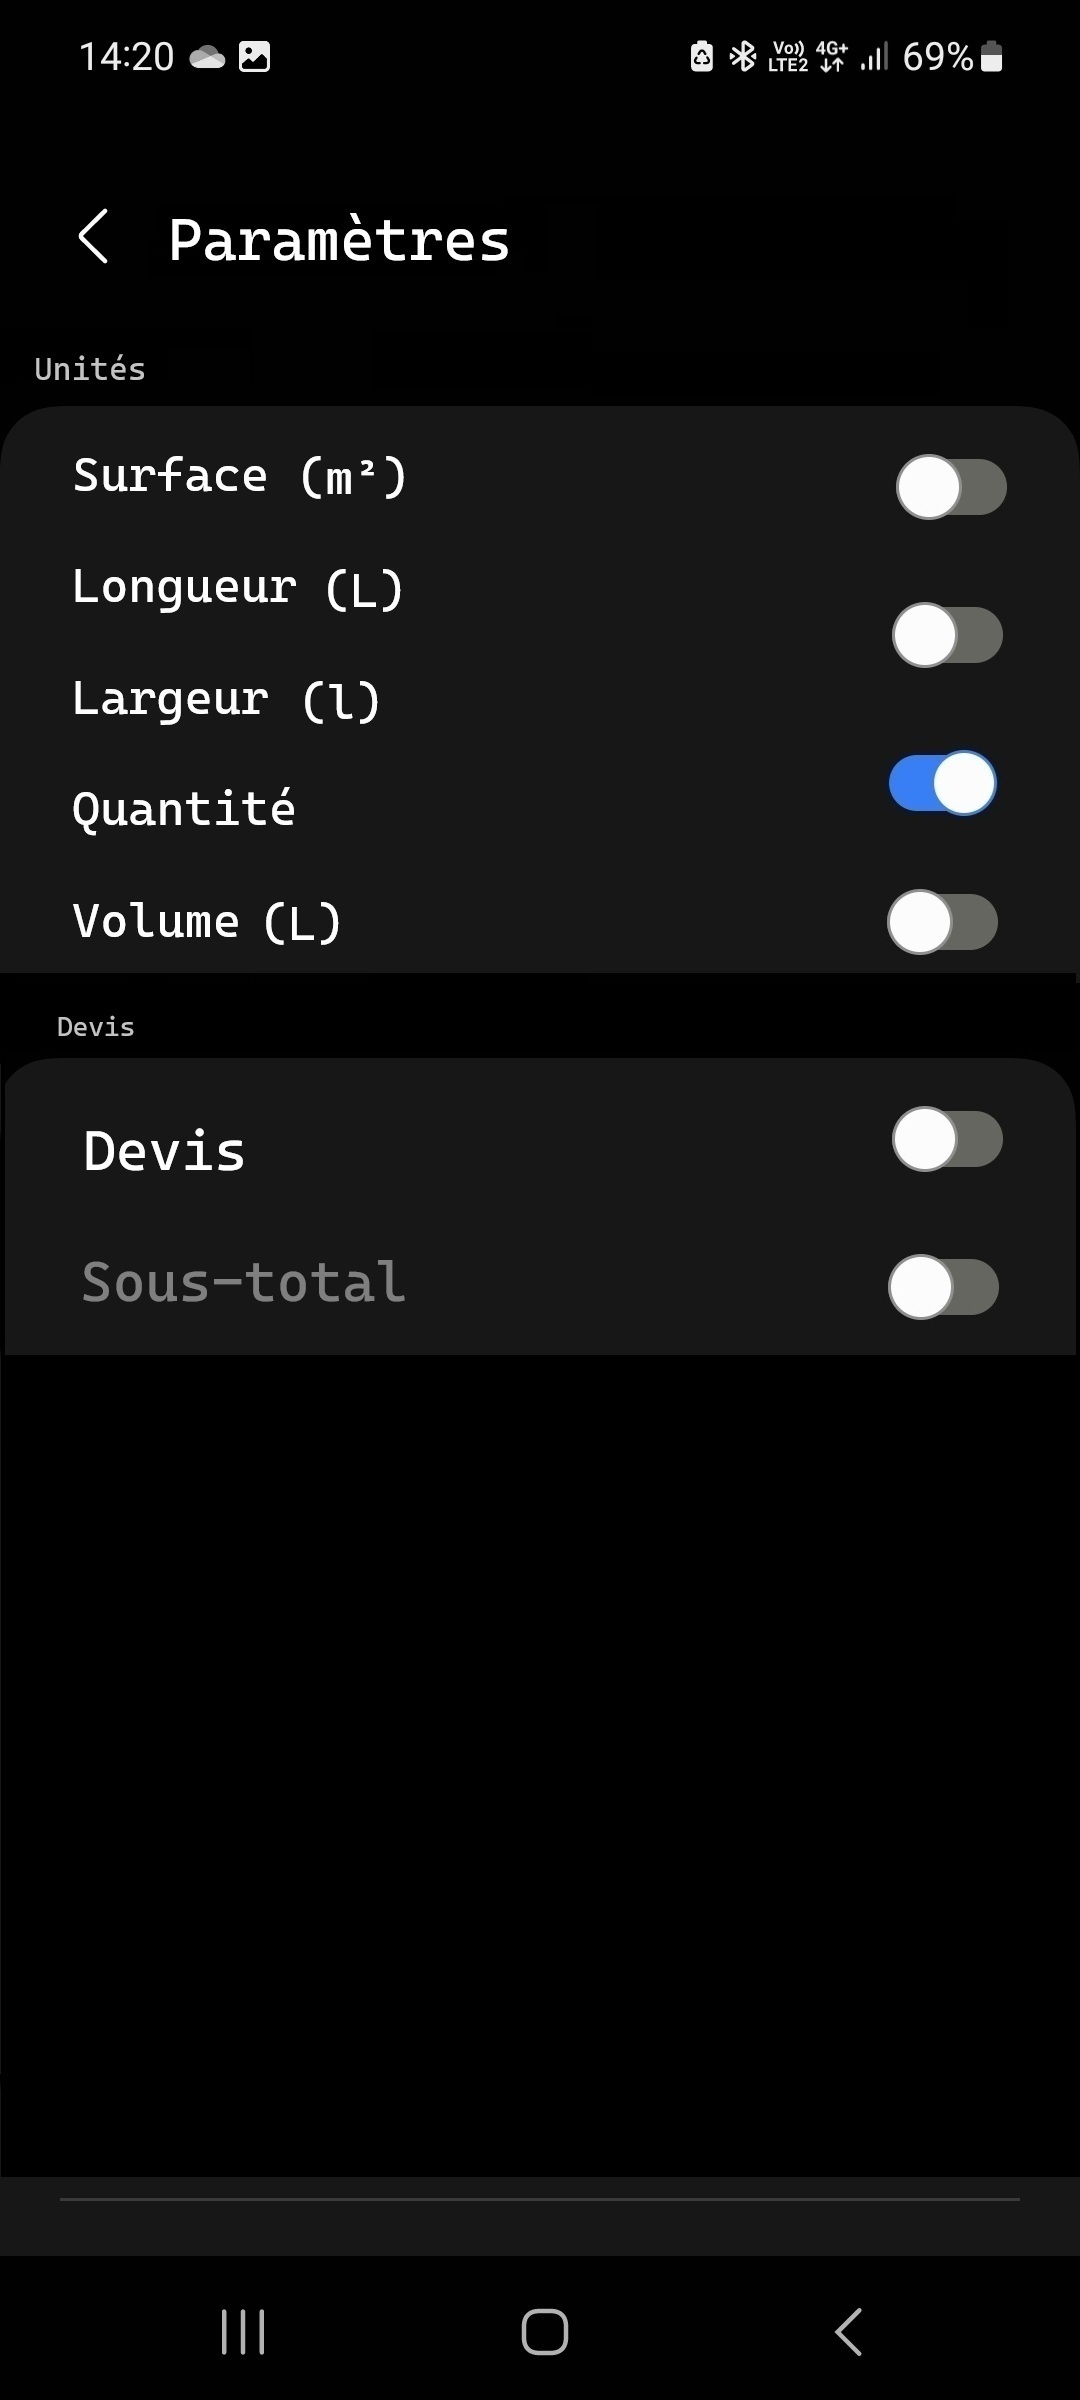 14:20 Vo)) LTE2 4G+ 69%
Paramètres
Unités
Surface (m²)
Longueur (L)
Largeur (l)
Quantité
Volume (L)
Devis
Devis
Sous-total